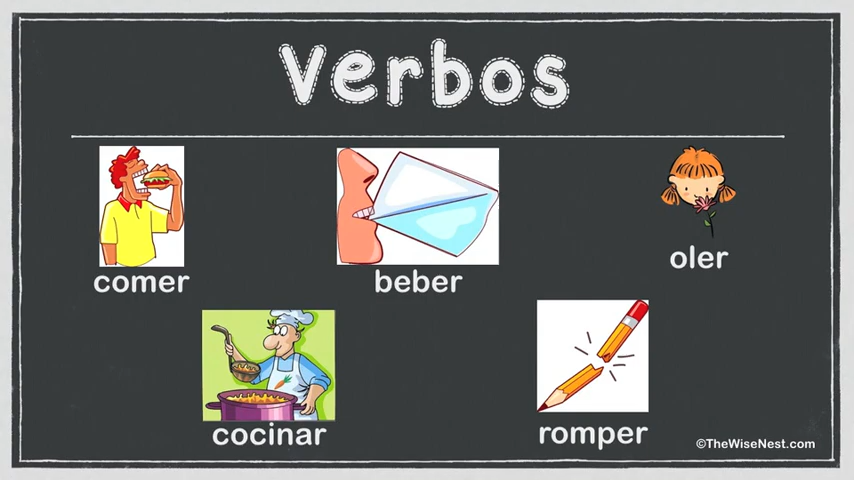 Verbos
comer
beber
oler
cocinar
romper
©TheWiseNest.com